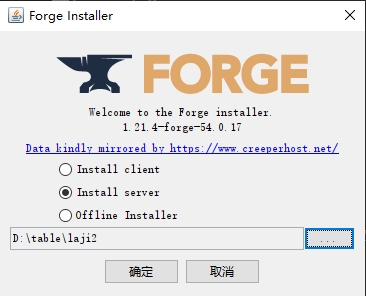 Forge Installer
FORGE
Welcome to the Forge installer.
1.21.4-forge-54.0.17
Data kindly mirrored by https://www.creeperhost.net/
Install client
Install server
Offline Installer
D:\table\laji2
...
确定 取消